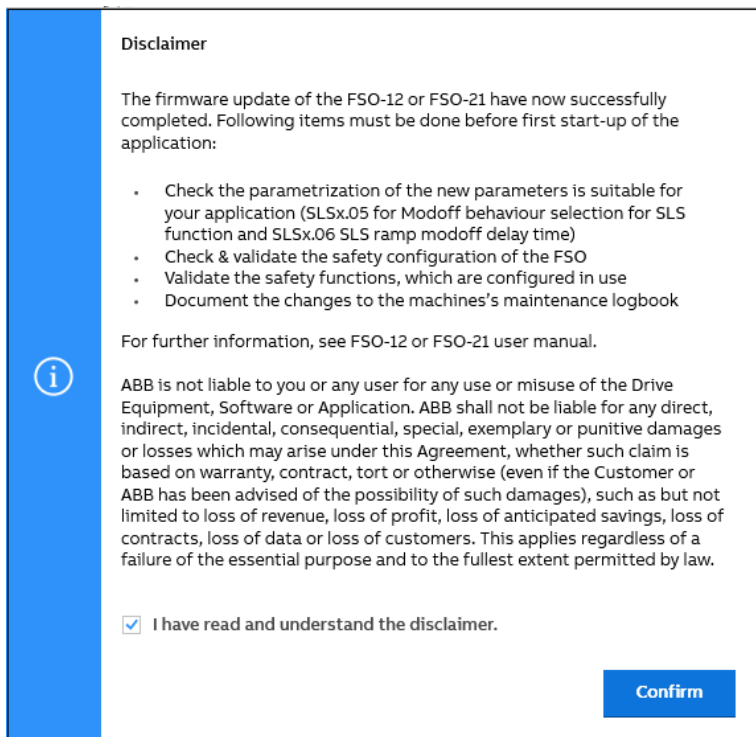 Disclaimer
The firmware update of the FSO-12 or FSO-21 have now successfully
completed. Following items must be done before first start-up of the
application:
• Check the parametrization of the new parameters is suitable for
your application (SLSx.05 for Modoff behaviour selection for SLS
function and SLSx.06 SLS ramp modoff delay time)
• Check & validate the safety configuration of the FSO
• Validate the safety functions, which are configured in use
• Document the changes to the machines's maintenance logbook
For further information, see FSO-12 or FSO-21 user manual.
ABB is not liable to you or any user for any use or misuse of the Drive
Equipment, Software or Application. ABB shall not be liable for any direct,
indirect, incidental, consequential, special, exemplary or punitive damages
or losses which may arise under this Agreement, whether such claim is
based on warranty, contract, tort or otherwise (even if the Customer or
ABB has been advised of the possibility of such damages), such as but not
limited to loss of revenue, loss of profit, loss of anticipated savings, loss of
contracts, loss of data or loss of customers. This applies regardless of a
failure of the essential purpose and to the fullest extent permitted by law.
I have read and understand the disclaimer.
Confirm